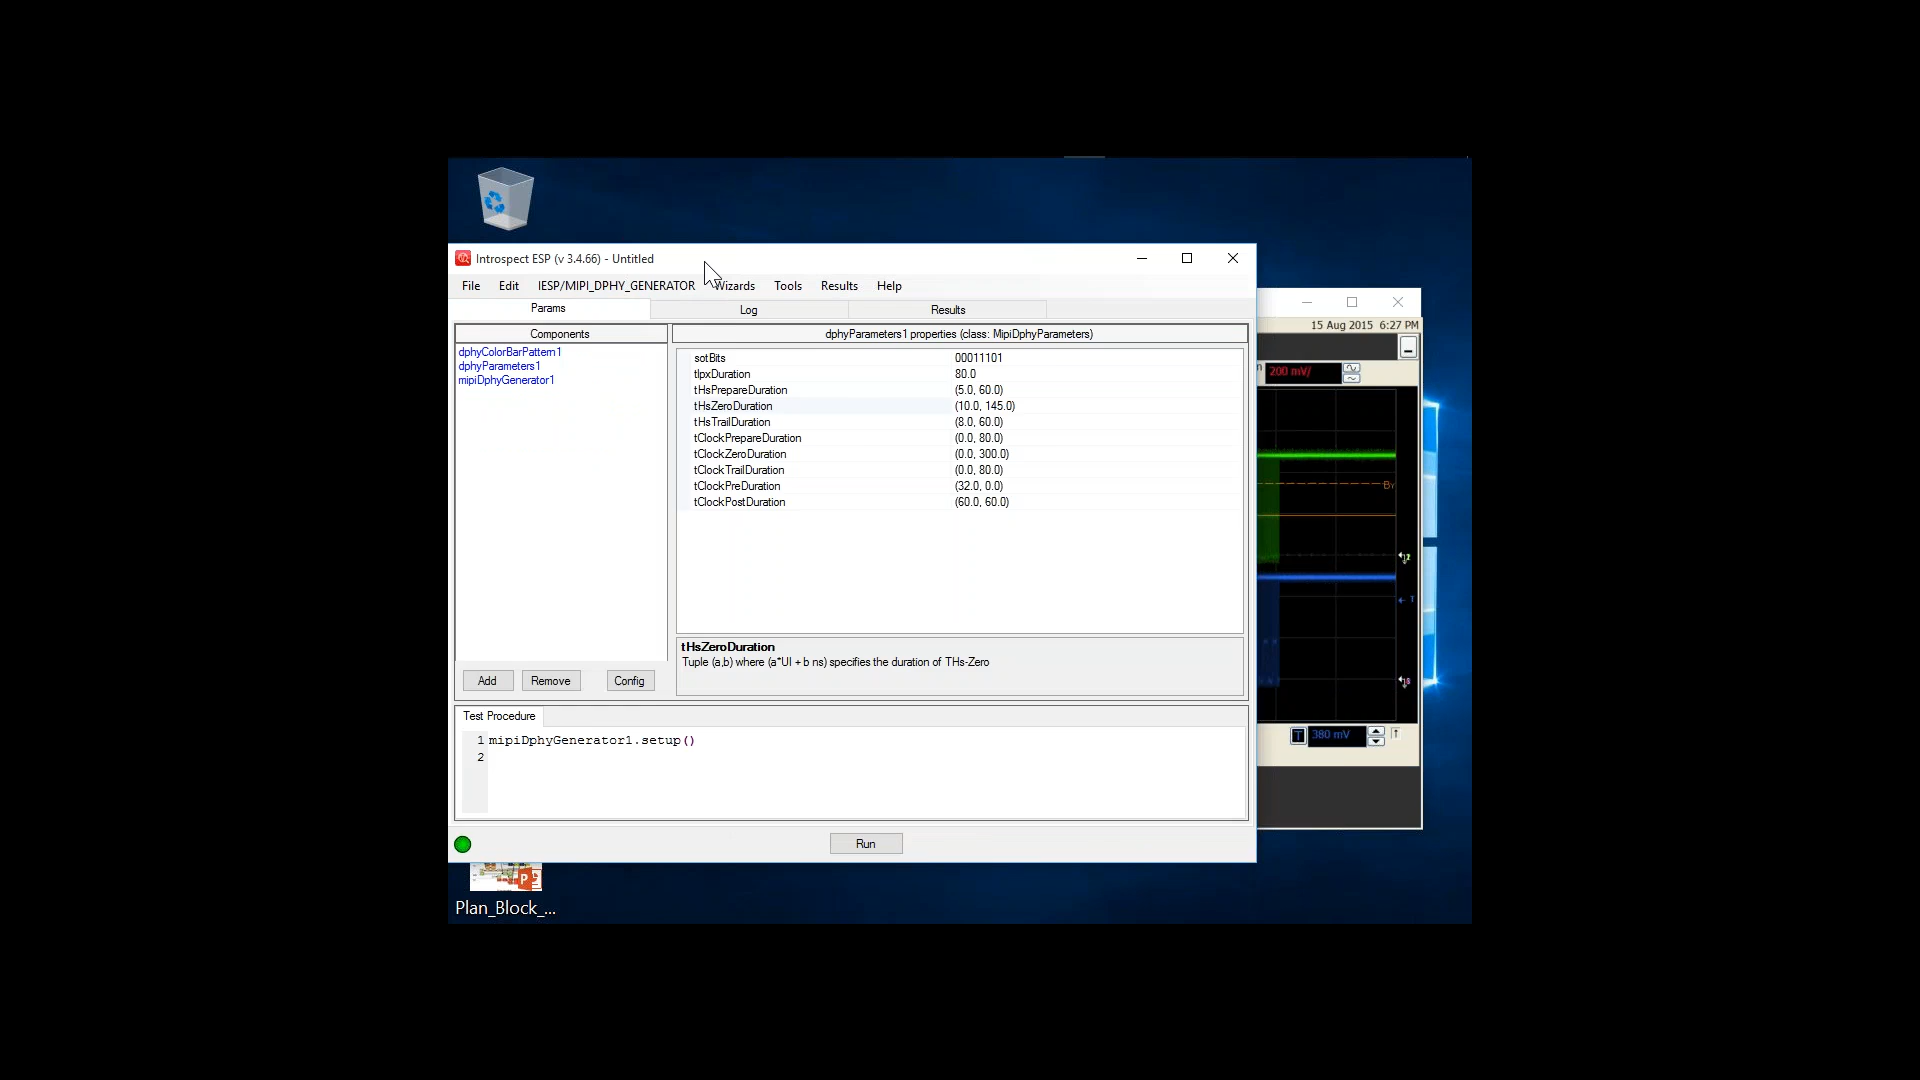 Introspect ESP (v 3.4.66) - Untitled
File Edit IESP/MIPI_DPHY_GENERATOR Wizards Tools Results Help
Params Log Results
Components
dphyColorBarPattern1
dphyParameters1
mipiDphyGenerator1
Add Remove Config
dphyParameters1 properties (class: MipiDphyParameters)
sotBits 00011101
tlpxDuration 80.0
tHsPrepareDuration (5.0, 60.0)
tHsZeroDuration (10.0, 145.0)
tHsTrailDuration (8.0, 60.0)
tClockPrepareDuration (0.0, 80.0)
tClockZeroDuration (0.0, 300.0)
tClockTrailDuration (0.0, 80.0)
tClockPreDuration (32.0, 0.0)
tClockPostDuration (60.0, 60.0)
tHsZeroDuration
Tuple (a,b) where (a*UI + b ns) specifies the duration of THs-Zero
Test Procedure
1 mipiDphyGenerator1.setup()
2
Run
15 Aug 2015 6:27 PM
200 mV/
By
T
T 380 mV
P
Plan_Block_...